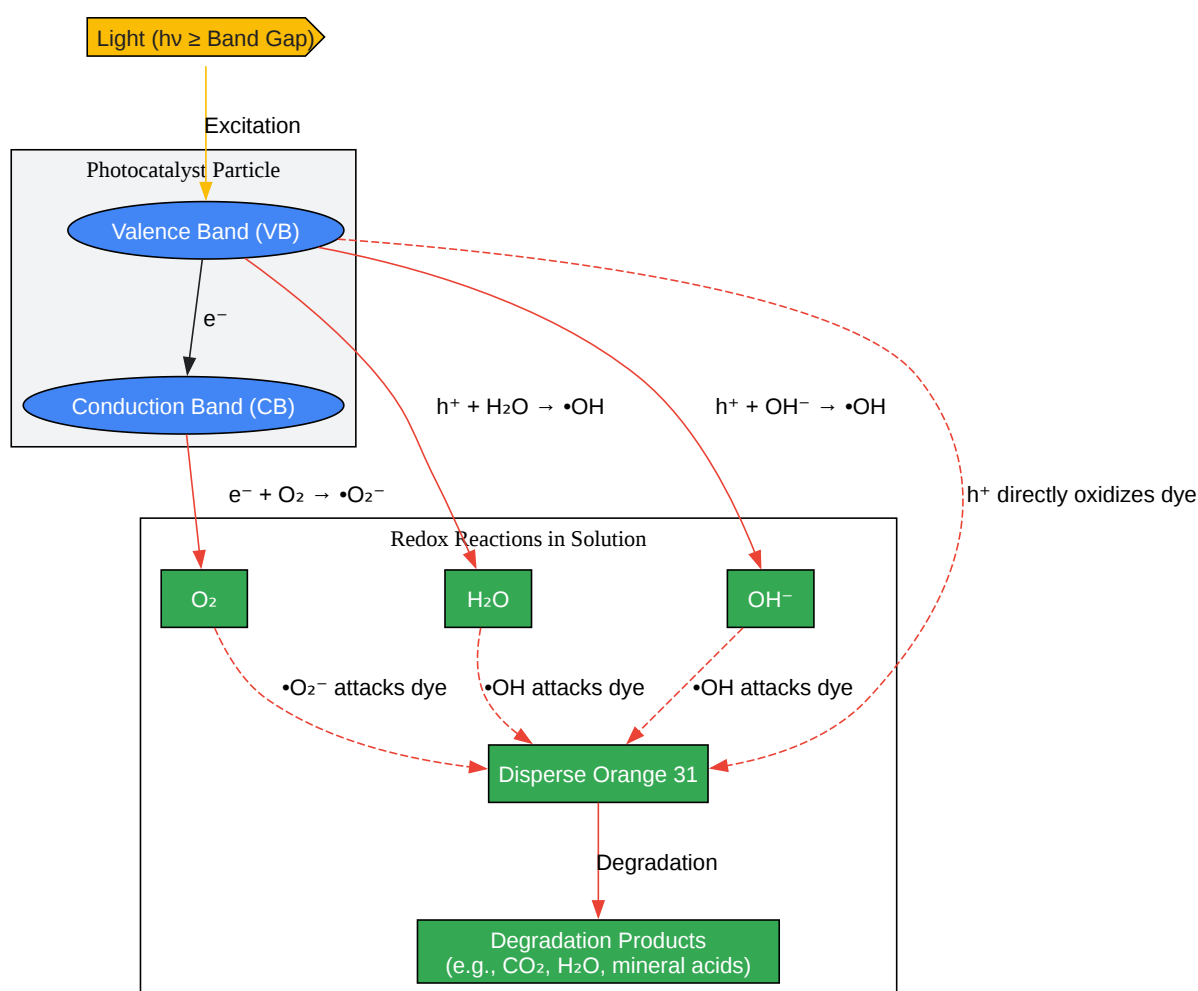 Light (hν ≥ Band Gap)
Excitation
Photocatalyst Particle
Valence Band (VB)
e⁻
Conduction Band (CB)
h⁺ + H₂O → •OH
h⁺ + OH⁻ → •OH
e⁻ + O₂ → •O₂⁻
h⁺ directly oxidizes dye
Redox Reactions in Solution
O₂
H₂O
OH⁻
•O₂⁻ attacks dye
•OH attacks dye
•OH attacks dye
Disperse Orange 31
Degradation
Degradation Products
(e.g., CO₂, H₂O, mineral acids)